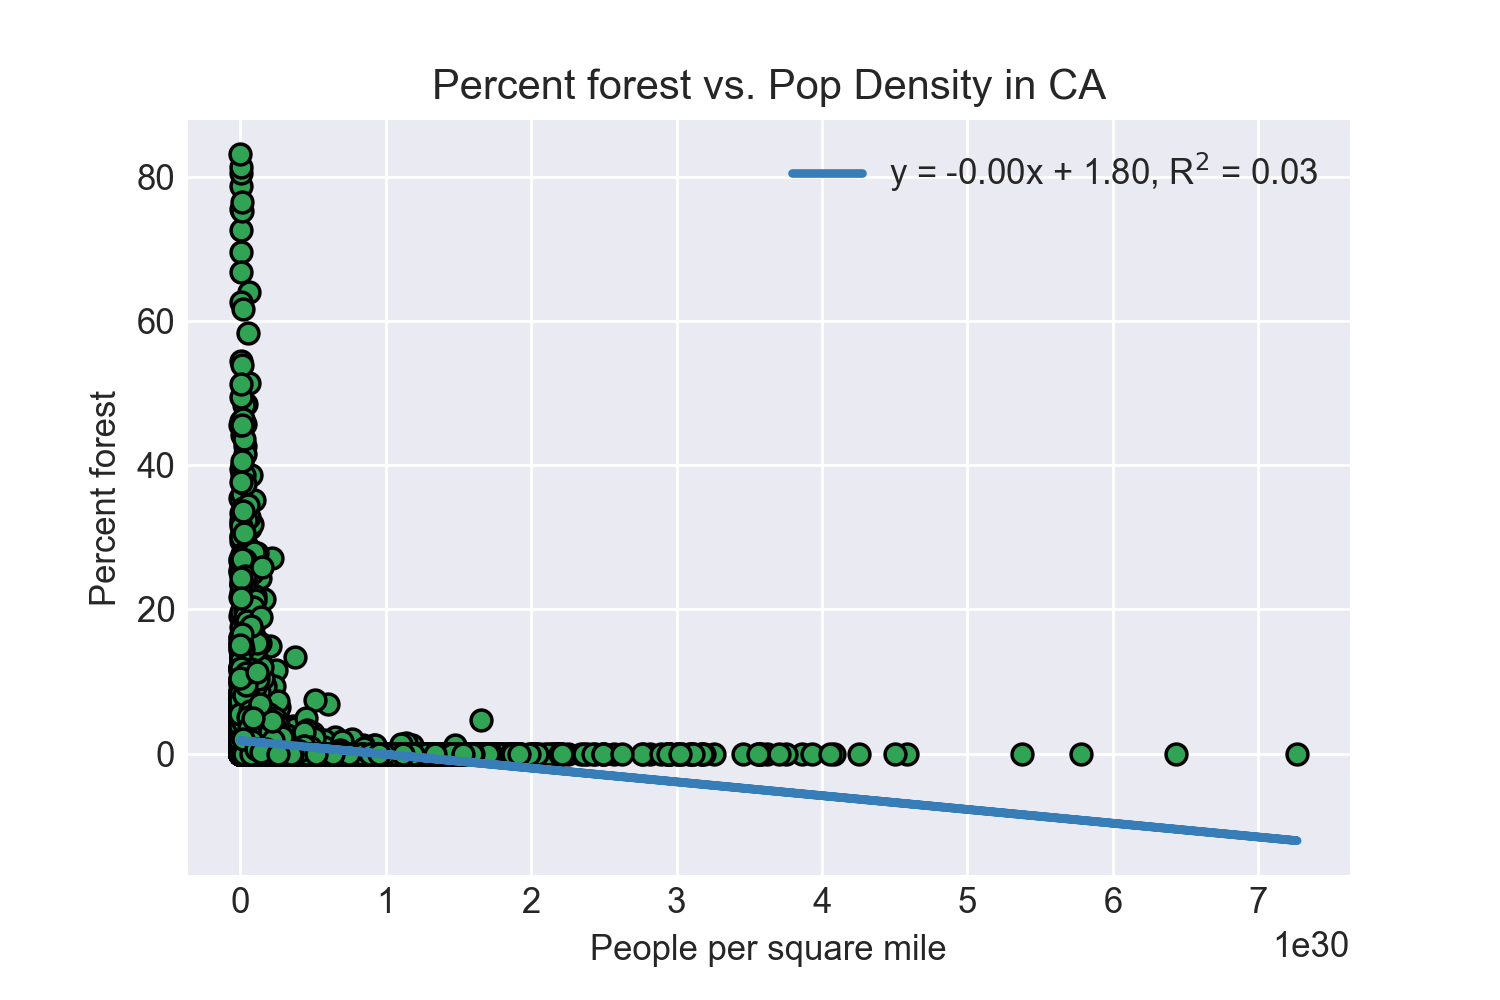 Percent forest vs. Pop Density in CA
y = -0.00x + 1.80, R² = 0.03
80
60
40
20
0
Percent forest
0 1 2 3 4 5 6 7
1e30
People per square mile